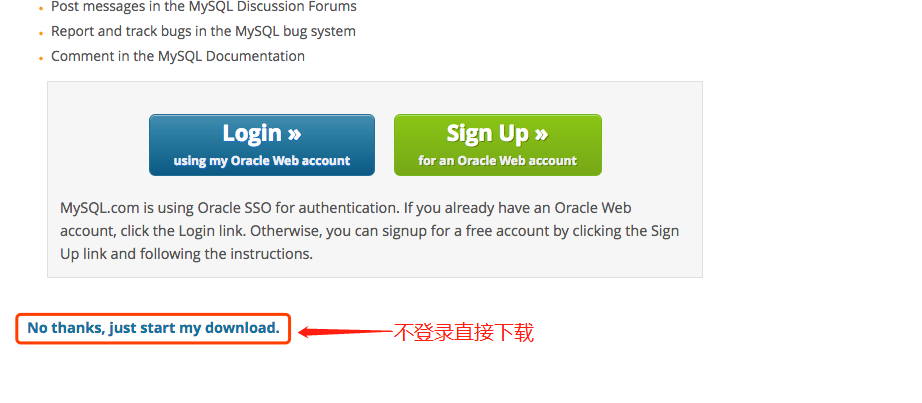 Post messages in the MySQL Discussion Forums
Report and track bugs in the MySQL bug system
Comment in the MySQL Documentation
Login »
using my Oracle Web account
Sign Up »
for an Oracle Web account
MySQL.com is using Oracle SSO for authentication. If you already have an Oracle Web
account, click the Login link. Otherwise, you can signup for a free account by clicking the Sign
Up link and following the instructions.
No thanks, just start my download.
不登录直接下载